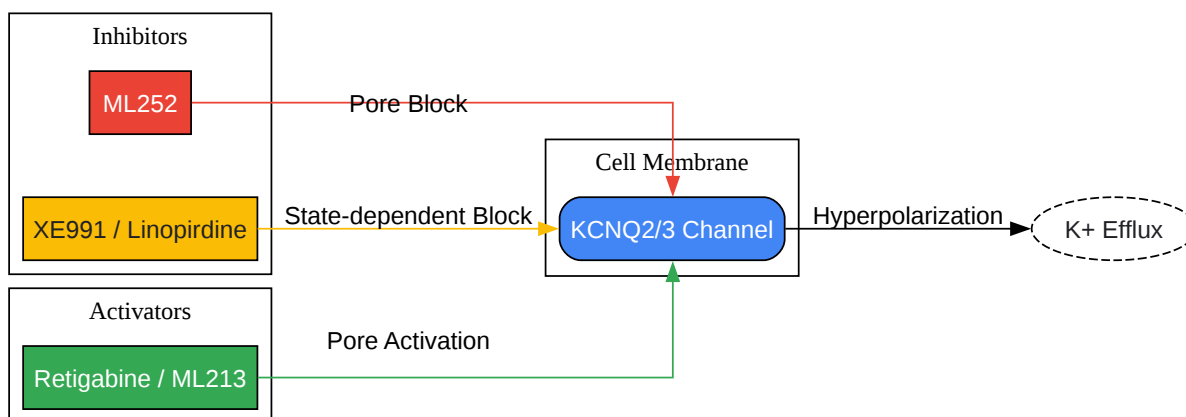 Inhibitors
ML252
Pore Block
Cell Membrane
XE991 / Linopirdine
State-dependent Block
KCNQ2/3 Channel
Hyperpolarization
K+ Efflux
Activators
Pore Activation
Retigabine / ML213